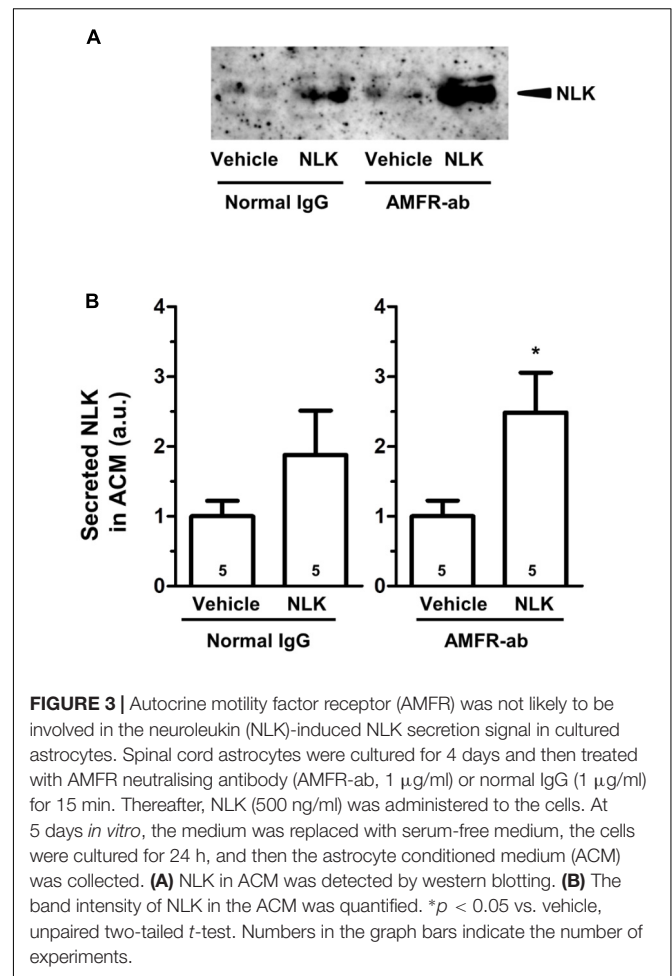 A
NLK
Vehicle NLK Vehicle NLK
Normal IgG AMFR-ab
B
Secreted NLK
in ACM (a.u.)
4
3
2
1
0
5
5
Vehicle NLK
Normal IgG
4
3
2
1
0
*
5
5
Vehicle NLK
AMFR-ab
FIGURE 3 | Autocrine motility factor receptor (AMFR) was not likely to be
involved in the neuroleukin (NLK)-induced NLK secretion signal in cultured
astrocytes. Spinal cord astrocytes were cultured for 4 days and then treated
with AMFR neutralising antibody (AMFR-ab, 1 μg/ml) or normal IgG (1 μg/ml)
for 15 min. Thereafter, NLK (500 ng/ml) was administered to the cells. At
5 days in vitro, the medium was replaced with serum-free medium, the cells
were cultured for 24 h, and then the astrocyte conditioned medium (ACM)
was collected. (A) NLK in ACM was detected by western blotting. (B) The
band intensity of NLK in the ACM was quantified. *p < 0.05 vs. vehicle,
unpaired two-tailed t-test. Numbers in the graph bars indicate the number of
experiments.